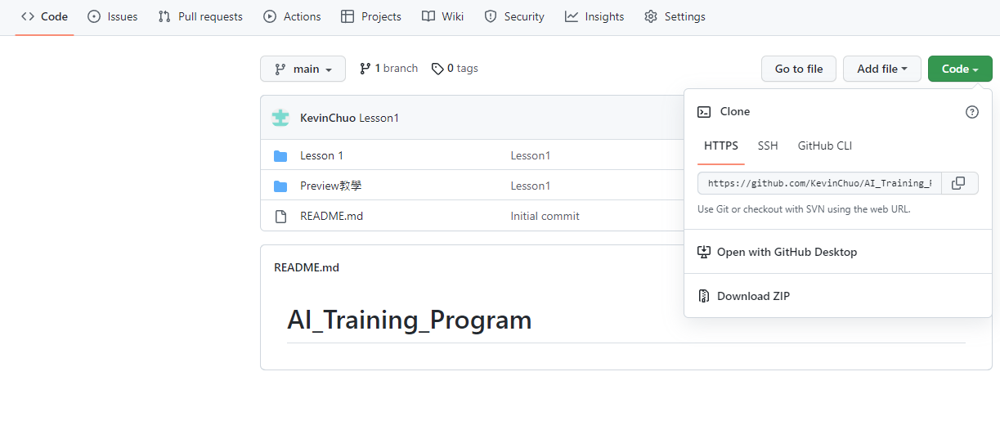 Code Issues Pull requests Actions Projects Wiki Security Insights Settings
main 1 branch 0 tags Go to file Add file Code
KevinChuo Lesson1
Lesson 1 Lesson1
Preview教學 Lesson1
README.md Initial commit
Clone
HTTPS SSH GitHub CLI
https://github.com/KevinChuo/AI_Training_
Use Git or checkout with SVN using the web URL.
Open with GitHub Desktop
Download ZIP
README.md
AI_Training_Program